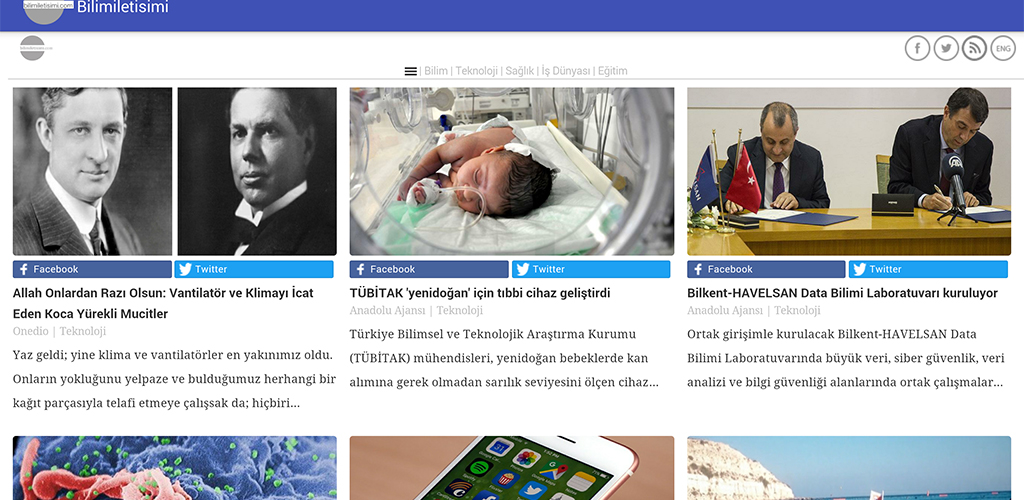 bilimiletisimi.com
Bilimiletisimi
ENG
| Bilim | Teknoloji | Sağlık | İş Dünyası | Eğitim
Facebook
Twitter
Allah Onlardan Razı Olsun: Vantilatör ve Klimayı İcat
Eden Koca Yürekli Mucitler
Onedio | Teknoloji
Yaz geldi; yine klima ve vantilatörler en yakınımız oldu.
Onların yokluğunu yelpaze ve bulduğumuz herhangi bir
kağıt parçasıyla telafi etmeye çalışsak da; hiçbiri...
Facebook
Twitter
TÜBİTAK 'yenidoğan' için tıbbi cihaz geliştirdi
Anadolu Ajansı | Teknoloji
Türkiye Bilimsel ve Teknolojik Araştırma Kurumu
(TÜBİTAK) mühendisleri, yenidoğan bebeklerde kan
alımına gerek olmadan sarılık seviyesini ölçen cihaz...
AA
Facebook
Twitter
Bilkent-HAVELSAN Data Bilimi Laboratuvarı kuruluyor
Anadolu Ajansı | Teknoloji
Ortak girişimle kurulacak Bilkent-HAVELSAN Data
Bilimi Laboratuvarında büyük veri, siber güvenlik, veri
analizi ve bilgi güvenliği alanlarında ortak çalışmalar...